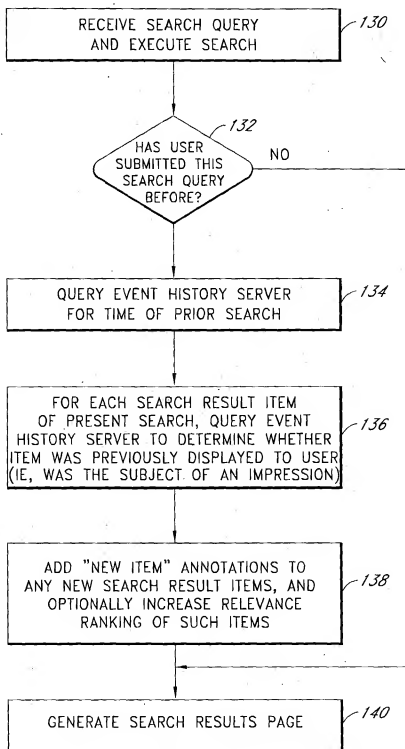 RECEIVE SEARCH QUERY
AND EXECUTE SEARCH
130
132
HAS USER
SUBMITTED THIS
SEARCH QUERY
BEFORE?
NO
QUERY EVENT HISTORY SERVER
FOR TIME OF PRIOR SEARCH
134
FOR EACH SEARCH RESULT ITEM
OF PRESENT SEARCH, QUERY EVENT
HISTORY SERVER TO DETERMINE WHETHER
ITEM WAS PREVIOUSLY DISPLAYED TO USER
(IE, WAS THE SUBJECT OF AN IMPRESSION)
136
ADD "NEW ITEM" ANNOTATIONS TO
ANY NEW SEARCH RESULT ITEMS, AND
OPTIONALLY INCREASE RELEVANCE
RANKING OF SUCH ITEMS
138
GENERATE SEARCH RESULTS PAGE
140